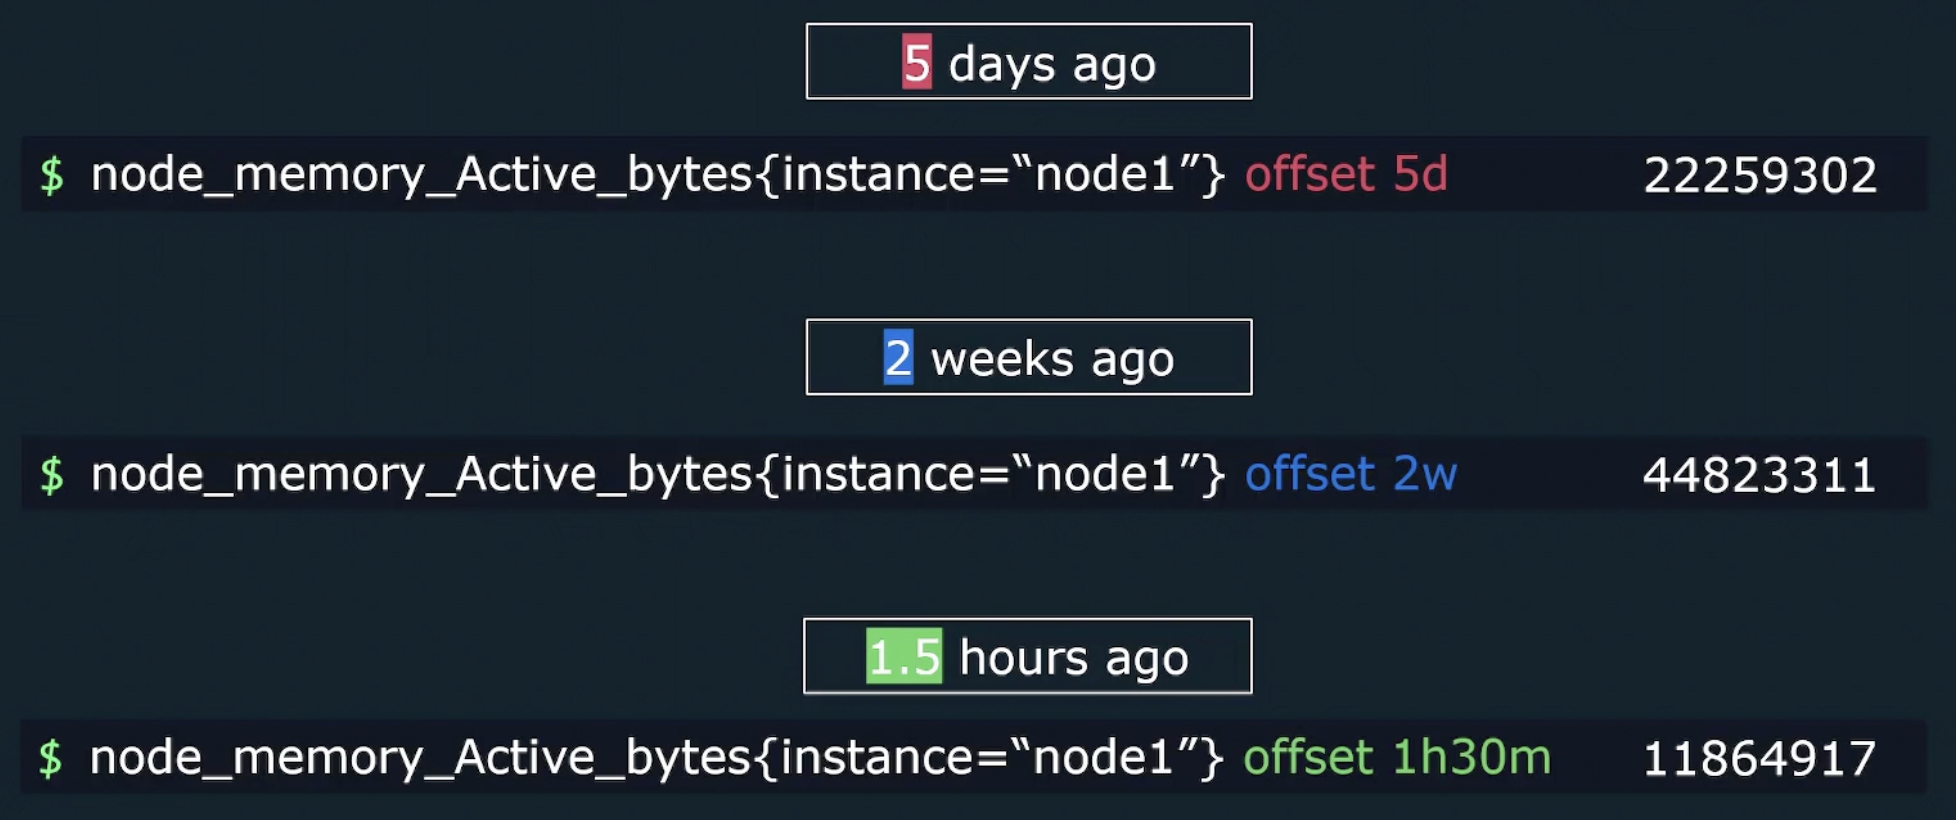 5 days ago
$ node_memory_Active_bytes{instance=“node1”} offset 5d 22259302
2 weeks ago
$ node_memory_Active_bytes{instance=“node1”} offset 2w 44823311
1.5 hours ago
$ node_memory_Active_bytes{instance=“node1”} offset 1h30m 11864917